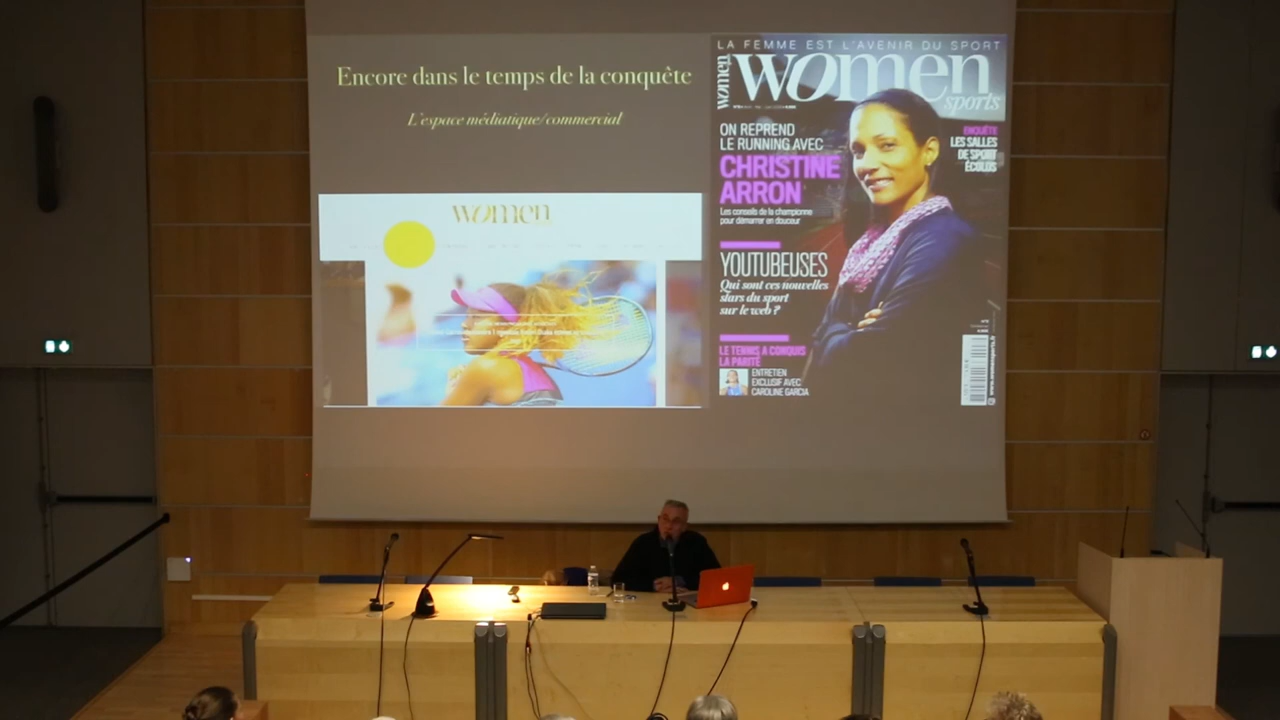 Encore dans le temps de la conquête
L'espace médiatique/commercial
women
LA FEMME EST L'AVENIR DU SPORT
women
women
sports
ON REPREND
LE RUNNING AVEC
CHRISTINE
ARRON
Les conseils de la championne
pour démarrer en douceur
ENQUÊTE
LES SALLES
DE SPORT
ÉCOLOS
YOUTUBEUSES
Qui sont ces nouvelles
stars du sport
sur le web ?
LE TENNIS A CONQUIS
LA PARITÉ
ENTRETIEN
EXCLUSIF AVEC
CAROLINE GARCIA